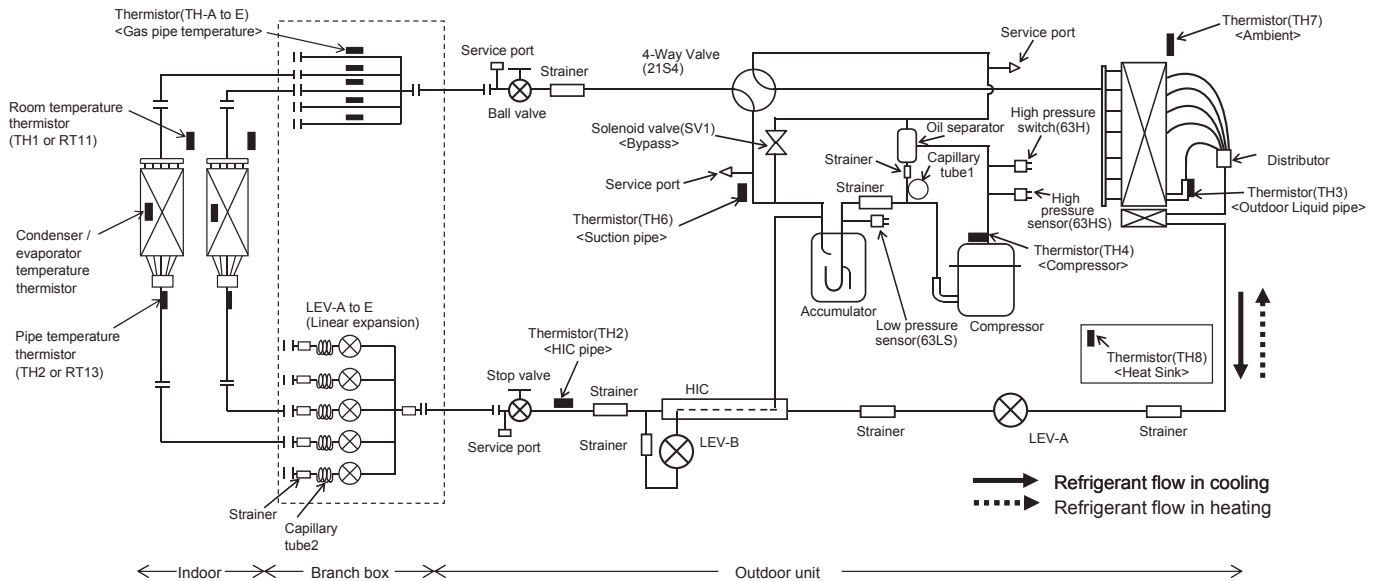 Thermistor(TH-A to E)
<Gas pipe temperature>
Room temperature
thermistor
(TH1 or RT11)
Condenser /
evaporator
temperature
thermistor
Pipe temperature
thermistor
(TH2 or RT13)
LEV-A to E
(Linear expansion)
Strainer
Capillary
tube2
Service port
Strainer
Ball valve
4-Way Valve
(21S4)
Service port
Thermistor(TH7)
<Ambient>
Solenoid valve(SV1)
<Bypass>
Oil separator
High pressure
switch(63H)
Strainer
Capillary
tube1
Service port
Strainer
Thermistor(TH6)
<Suction pipe>
High
pressure
sensor(63HS)
Distributor
Thermistor(TH3)
<Outdoor Liquid pipe>
Thermistor(TH4)
<Compressor>
Accumulator
Low pressure
sensor(63LS)
Compressor
Thermistor(TH8)
<Heat Sink>
Thermistor(TH2)
<HIC pipe>
Stop valve
Strainer
HIC
Service port
Strainer
LEV-B
Strainer
LEV-A
Strainer
Refrigerant flow in cooling
Refrigerant flow in heating
Indoor
Branch box
Outdoor unit